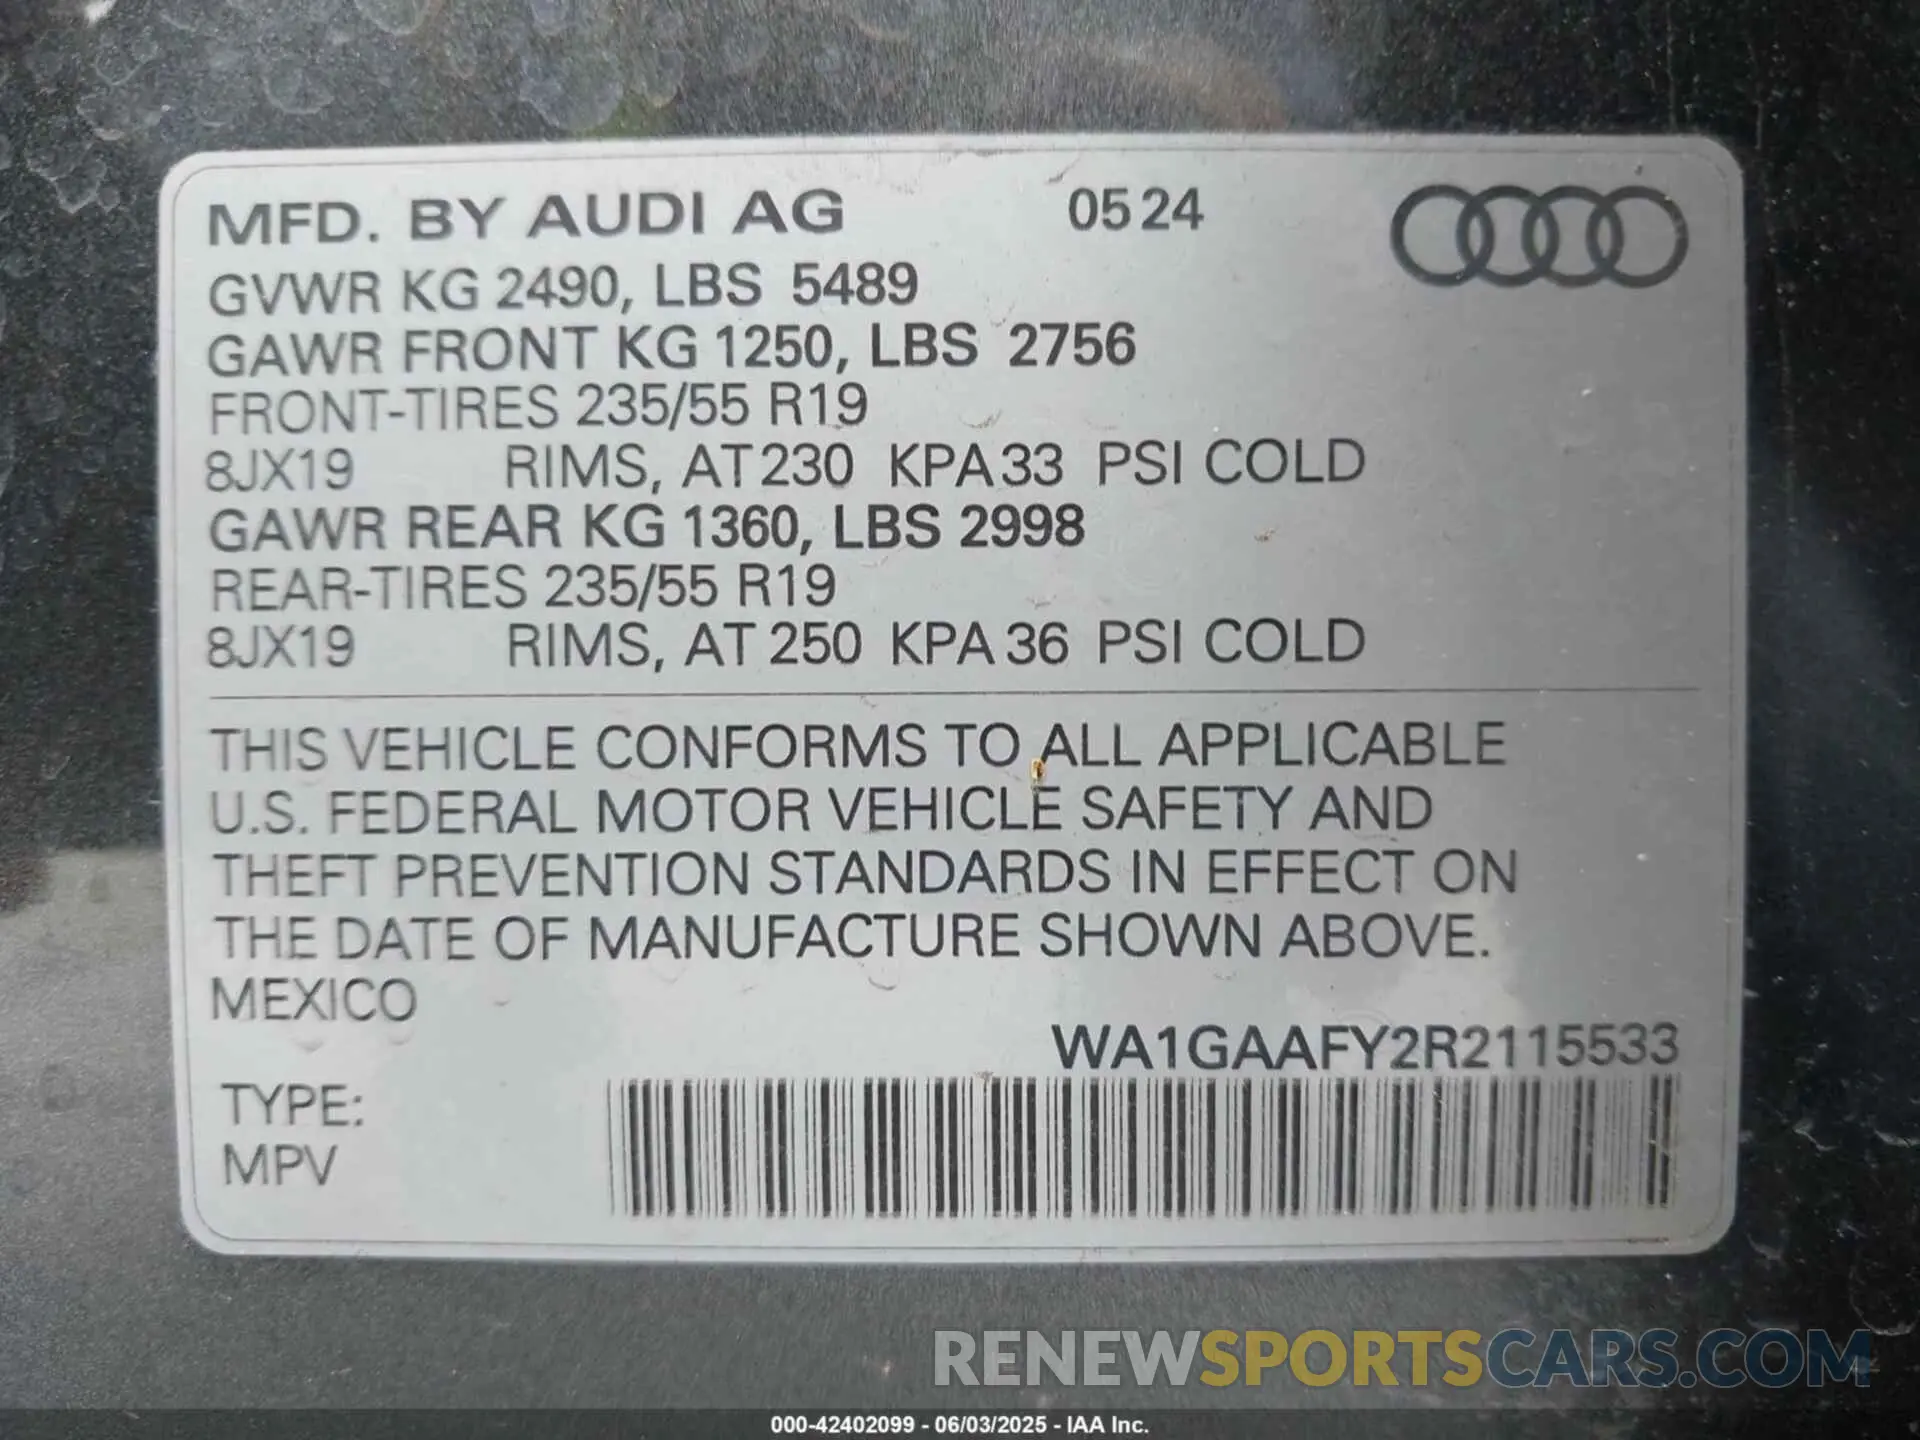 MFD. BY AUDI AG 05 24
GVWR KG 2490, LBS 5489
GAWR FRONT KG 1250, LBS 2756
FRONT-TIRES 235/55 R19
8JX19 RIMS, AT 230 KPA 33 PSI COLD
GAWR REAR KG 1360, LBS 2998
REAR-TIRES 235/55 R19
8JX19 RIMS, AT 250 KPA 36 PSI COLD
THIS VEHICLE CONFORMS TO ALL APPLICABLE
U.S. FEDERAL MOTOR VEHICLE SAFETY AND
THEFT PREVENTION STANDARDS IN EFFECT ON
THE DATE OF MANUFACTURE SHOWN ABOVE.
MEXICO
WA1GAAFY2R2115533
TYPE:
MPV
RENEWSPORTSCARS.COM
000-42402099 - 06/03/2025 - IAA Inc.